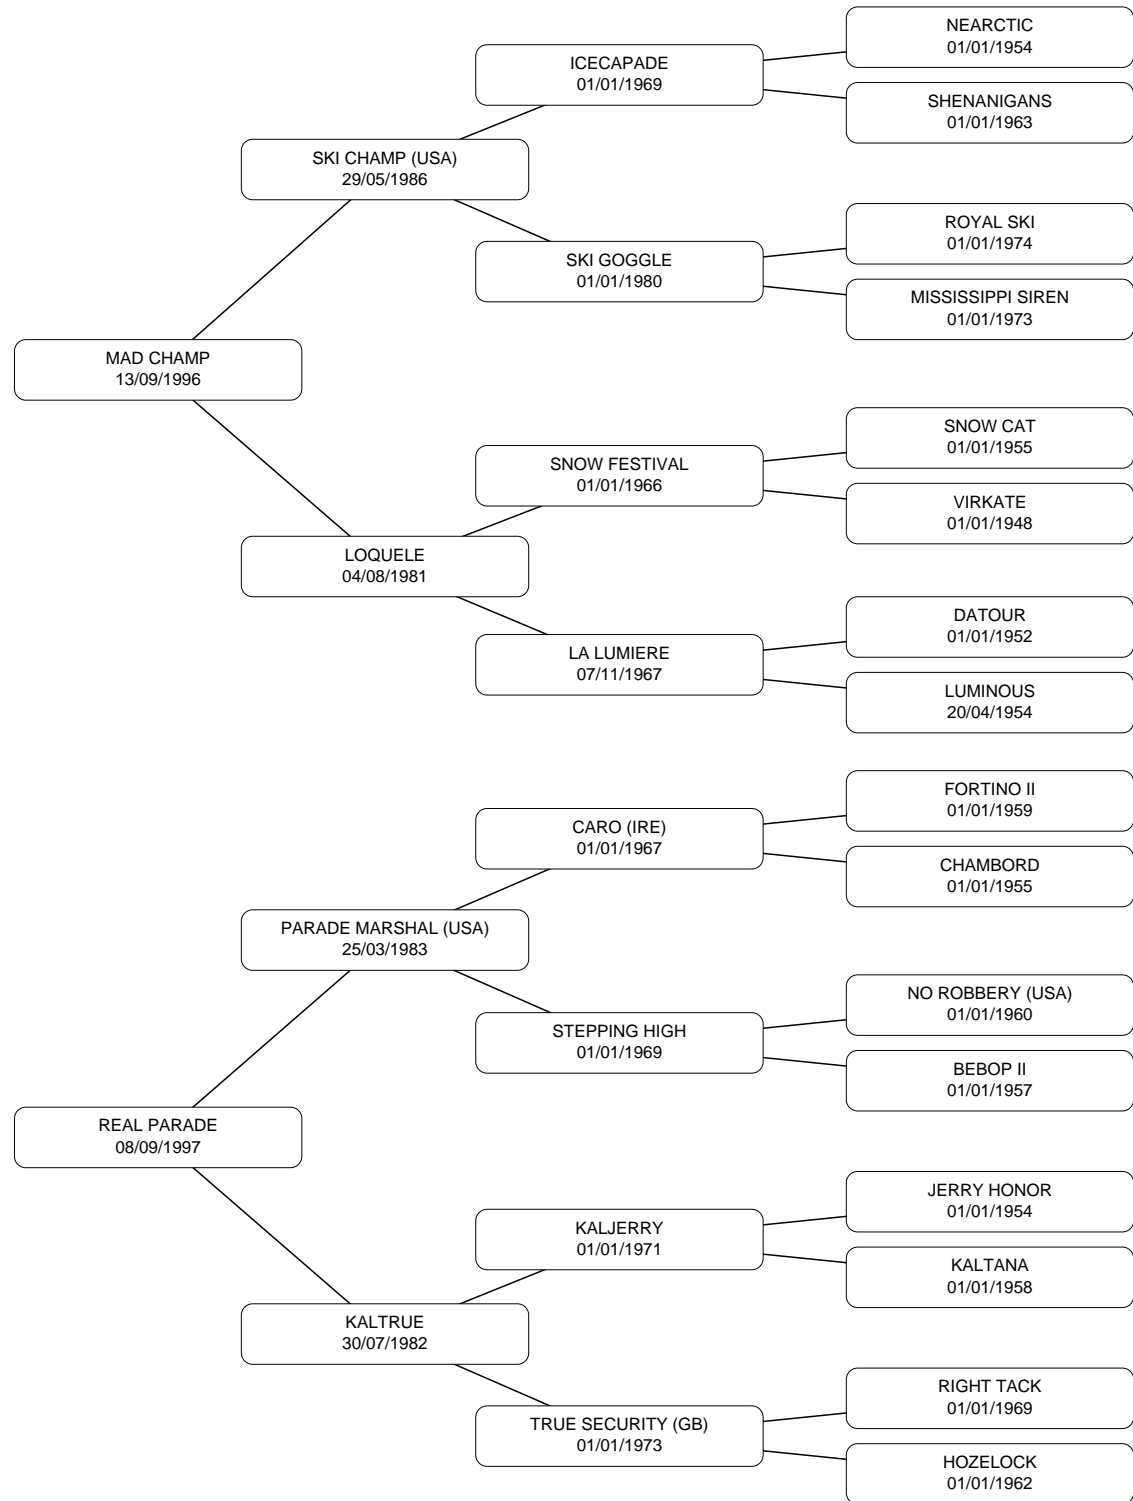 NEARCTIC
01/01/1954
ICECAPADE
01/01/1969
SHENANIGANS
01/01/1963
SKI CHAMP (USA)
29/05/1986
ROYAL SKI
01/01/1974
SKI GOGGLE
01/01/1980
MISSISSIPPI SIREN
01/01/1973
MAD CHAMP
13/09/1996
SNOW CAT
01/01/1955
SNOW FESTIVAL
01/01/1966
VIRKATE
01/01/1948
LOQUELE
04/08/1981
DATOUR
01/01/1952
LA LUMIERE
07/11/1967
LUMINOUS
20/04/1954
FORTINO II
01/01/1959
CARO (IRE)
01/01/1967
CHAMBORD
01/01/1955
PARADE MARSHAL (USA)
25/03/1983
NO ROBBERY (USA)
01/01/1960
STEPPING HIGH
01/01/1969
BEBOP II
01/01/1957
REAL PARADE
08/09/1997
JERRY HONOR
01/01/1954
KALJERRY
01/01/1971
KALTANA
01/01/1958
KALTRUE
30/07/1982
RIGHT TACK
01/01/1969
TRUE SECURITY (GB)
01/01/1973
HOZELOCK
01/01/1962